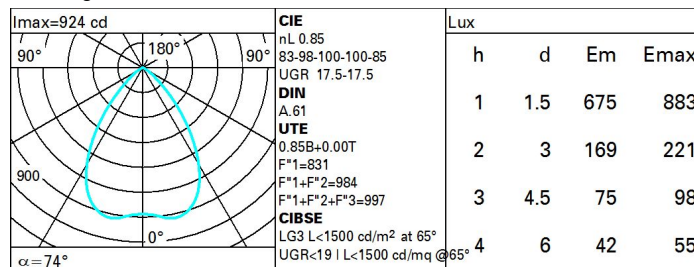 Imax=924 cd
90°
180°
90°
900
0°
α=74°
CIE
nL 0.85
83-98-100-100-85
UGR 17.5-17.5
DIN
A.61
UTE
0.85B+0.00T
F"1=831
F"1+F"2=984
F"1+F"2+F"3=997
CIBSE
LG3 L<1500 cd/m² at 65°
UGR<19 | L<1500 cd/mq @65°
Lux
h d Em Emax
1 1.5 675 883
2 3 169 221
3 4.5 75 98
4 6 42 55